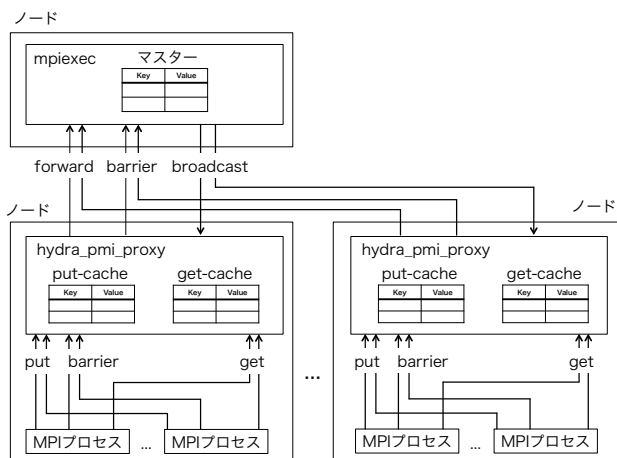 ノード
mpiexec
マスター
Key Value
forward barrier broadcast
ノード
hydra_pmi_proxy
put-cache get-cache
Key Value Key Value
put barrier get
MPIプロセス ... MPIプロセス
...
ノード
hydra_pmi_proxy
put-cache get-cache
Key Value Key Value
put barrier get
MPIプロセス ... MPIプロセス